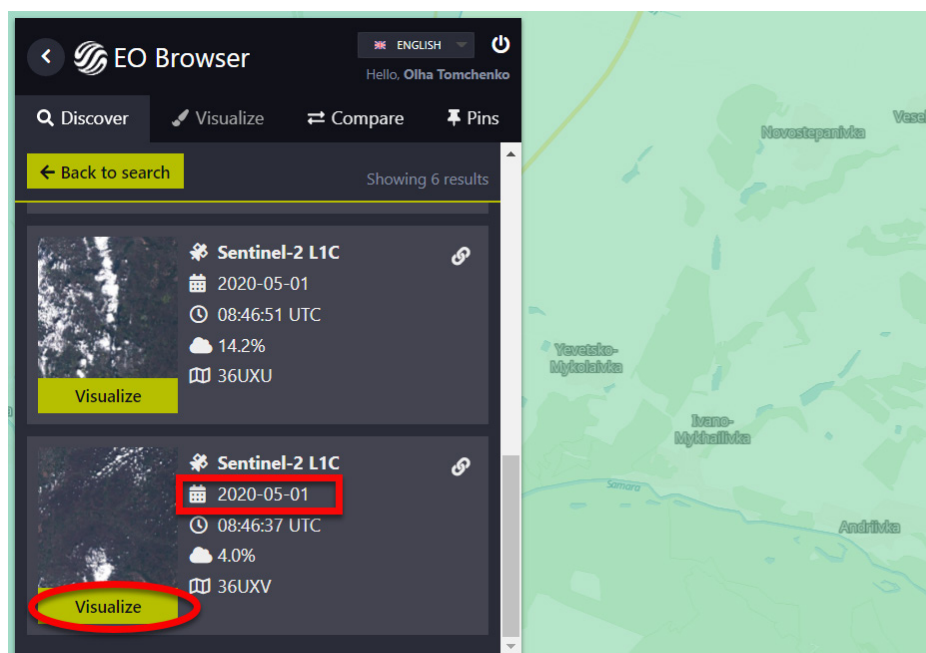 EO Browser
ENGLISH
Hello, Olha Tomchenko
Discover
Visualize
Compare
Pins
Back to search
Showing 6 results
Sentinel-2 L1C
2020-05-01
08:46:51 UTC
14.2%
36UXU
Visualize
Sentinel-2 L1C
2020-05-01
08:46:37 UTC
4.0%
36UXV
Visualize
Novostepanivka
Yevetsko-
Mykolaivka
Ivano-
Mykhailivka
Samara
Andriivka